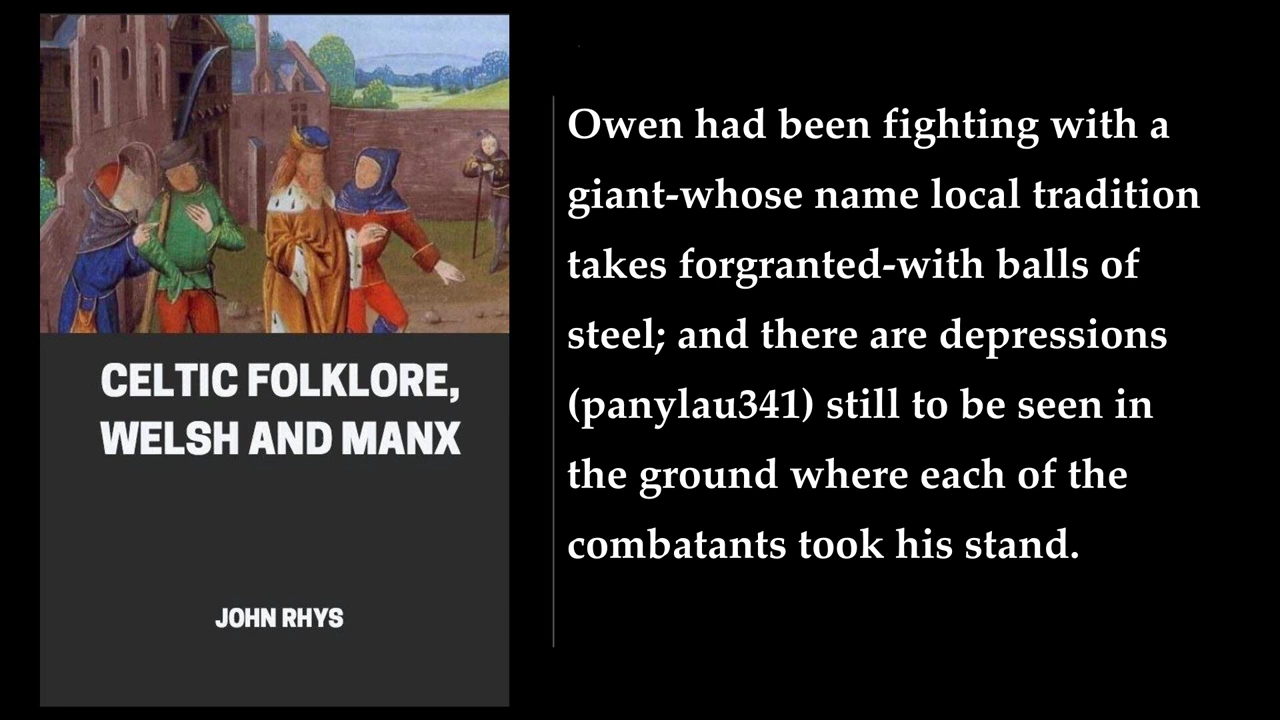 CELTIC FOLKLORE,
WELSH AND MANX
JOHN RHYS
Owen had been fighting with a
giant-whose name local tradition
takes forgranted-with balls of
steel; and there are depressions
(panylau341) still to be seen in
the ground where each of the
combatants took his stand.